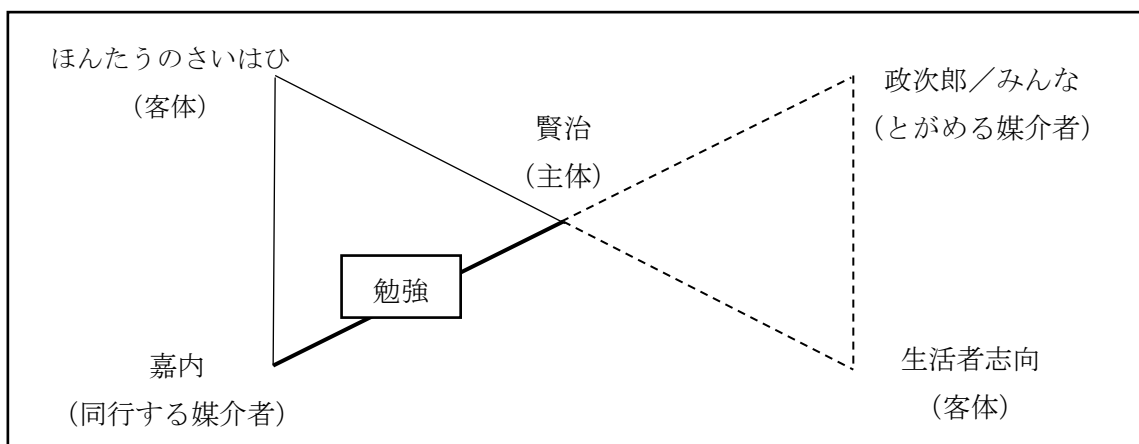 ほんたうのさいはひ
（客体）
賢治
（主体）
政次郎／みんな
（とがめる媒介者）
勉強
嘉内
（同行する媒介者）
生活者志向
（客体）